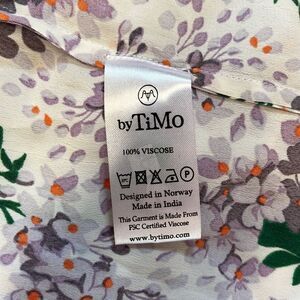 byTiMo
100% VISCOSE
Designed in Norway
Made in India
This Garment is Made From
FSC Certified Viscose
www.bytimo.com